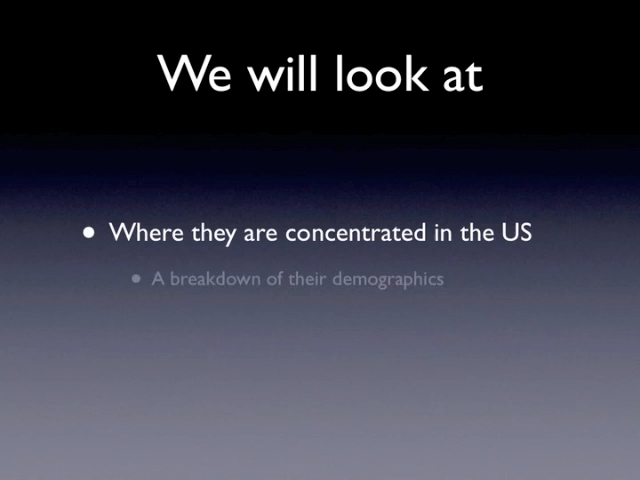 We will look at
• Where they are concentrated in the US
• A breakdown of their demographics